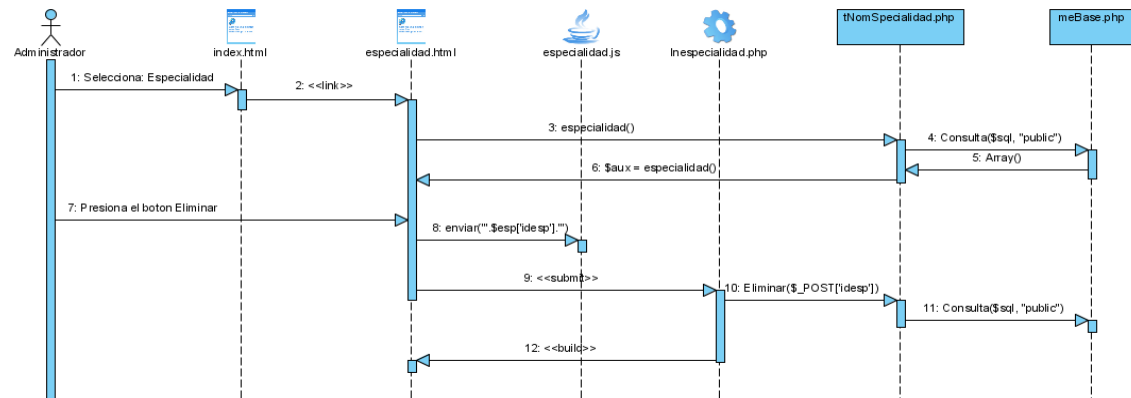 tNomSpecialidad.php
meBase.php
Administrador
index.html
especialidad.html
especialidad.js
Inespecialidad.php
1: Selecciona: Especialidad
2: <<link>>
3: especialidad()
4: Consulta($sql, "public")
5: Array()
6: $aux = especialidad()
7: Presiona el boton Eliminar
8: enviar("'.$esp['idesp'].'")
9: <<submit>>
10: Eliminar($_POST['idesp'])
11: Consulta($sql, "public")
12: <<build>>